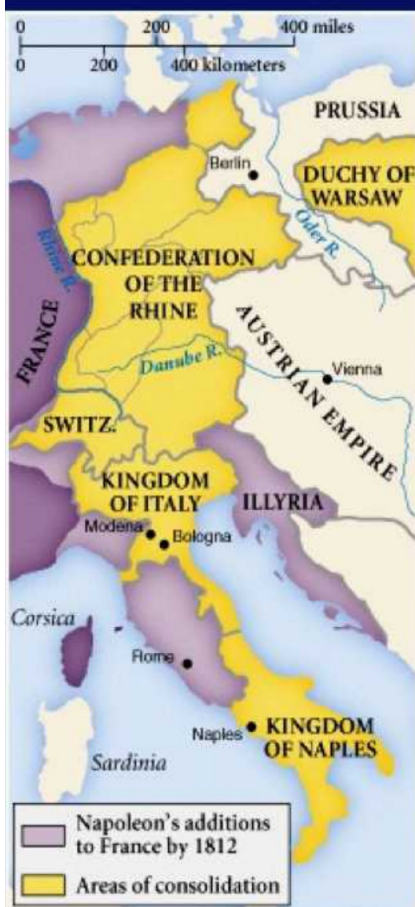 0 200 400 miles
0 200 400 kilometers
PRUSSIA
Berlin
DUCHY OF
WARSAW
Oder R.
Rhine R.
CONFEDERATION
OF THE
RHINE
FRANCE
AUSTRIAN EMPIRE
Danube R.
Vienna
SWITZ.
KINGDOM
OF ITALY
ILLYRIA
Modena
Bologna
Corsica
Rome
Naples
KINGDOM
OF NAPLES
Sardinia
Napoleon's additions
to France by 1812
Areas of consolidation